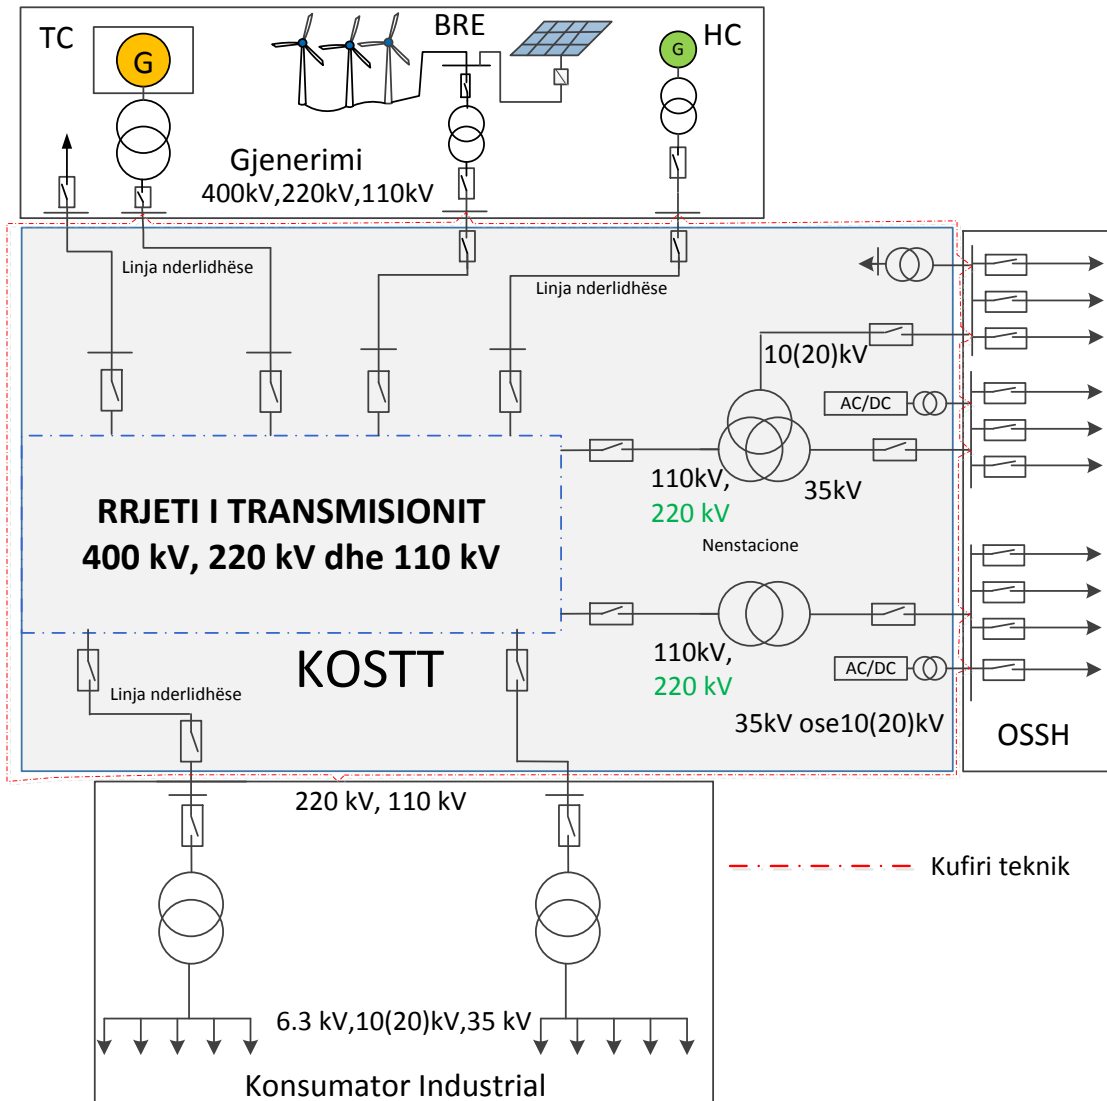 TC
G
BRE
HC
G
Gjenerimi
400kV,220kV,110kV
Linja nderlidhëse
Linja nderlidhëse
10(20)kV
AC/DC
110kV,
220 kV
35kV
RRJETI I TRANSMISIONIT
400 kV, 220 kV dhe 110 kV
Nenstacione
KOSTT
110kV,
220 kV
AC/DC
Linja nderlidhëse
35kV ose10(20)kV
OSSH
220 kV, 110 kV
Kufiri teknik
6.3 kV,10(20)kV,35 kV
Konsumator Industrial